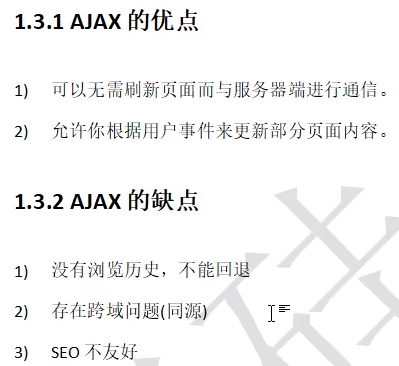 1.3.1 AJAX 的优点
1) 可以无需刷新页面而与服务器端进行通信。
2) 允许你根据用户事件来更新部分页面内容。
1.3.2 AJAX 的缺点
1) 没有浏览历史，不能回退
2) 存在跨域问题(同源)
3) SEO 不友好